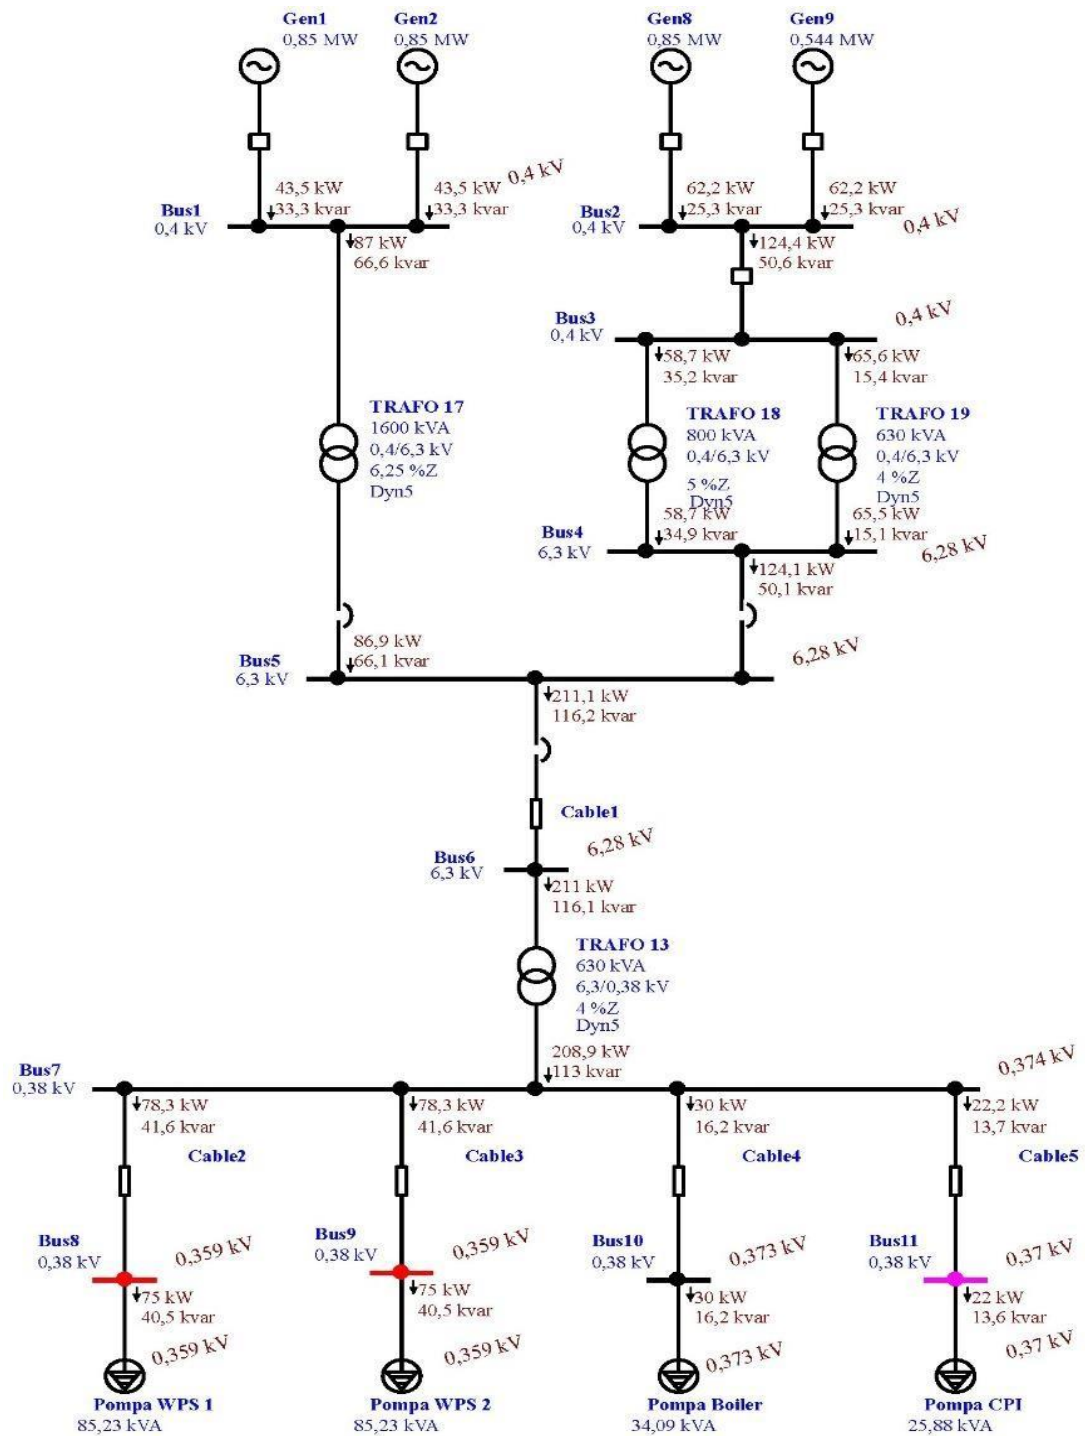 Gen1
0,85 MW
Gen2
0,85 MW
Gen8
0,85 MW
Gen9
0,544 MW
43,5 kW
33,3 kvar
43,5 kW
33,3 kvar
0,4 kV
62,2 kW
25,3 kvar
62,2 kW
25,3 kvar
0,4 kV
Bus1
0,4 kV
87 kW
66,6 kvar
Bus2
0,4 kV
124,4 kW
50,6 kvar
Bus3
0,4 kV
0,4 kV
58,7 kW
35,2 kvar
65,6 kW
15,4 kvar
TRAFO 17
1600 kVA
0,4/6,3 kV
6,25 %Z
Dyn5
TRAFO 18
800 kVA
0,4/6,3 kV
5 %Z
Dyn5
TRAFO 19
630 kVA
0,4/6,3 kV
4 %Z
Dyn5
58,7 kW
34,9 kvar
65,5 kW
15,1 kvar
Bus4
6,3 kV
6,28 kV
124,1 kW
50,1 kvar
86,9 kW
66,1 kvar
Bus5
6,3 kV
6,28 kV
211,1 kW
116,2 kvar
Cable1
Bus6
6,3 kV
6,28 kV
211 kW
116,1 kvar
TRAFO 13
630 kVA
6,3/0,38 kV
4 %Z
Dyn5
208,9 kW
113 kvar
Bus7
0,38 kV
0,374 kV
78,3 kW
41,6 kvar
78,3 kW
41,6 kvar
30 kW
16,2 kvar
22,2 kW
13,7 kvar
Cable2
Cable3
Cable4
Cable5
Bus8
0,38 kV
0,359 kV
Bus9
0,38 kV
0,359 kV
Bus10
0,38 kV
0,373 kV
Bus11
0,38 kV
0,37 kV
75 kW
40,5 kvar
75 kW
40,5 kvar
30 kW
16,2 kvar
22 kW
13,6 kvar
0,359 kV
0,359 kV
0,373 kV
0,37 kV
Pompa WPS 1
85,23 kVA
Pompa WPS 2
85,23 kVA
Pompa Boiler
34,09 kVA
Pompa CPI
25,88 kVA